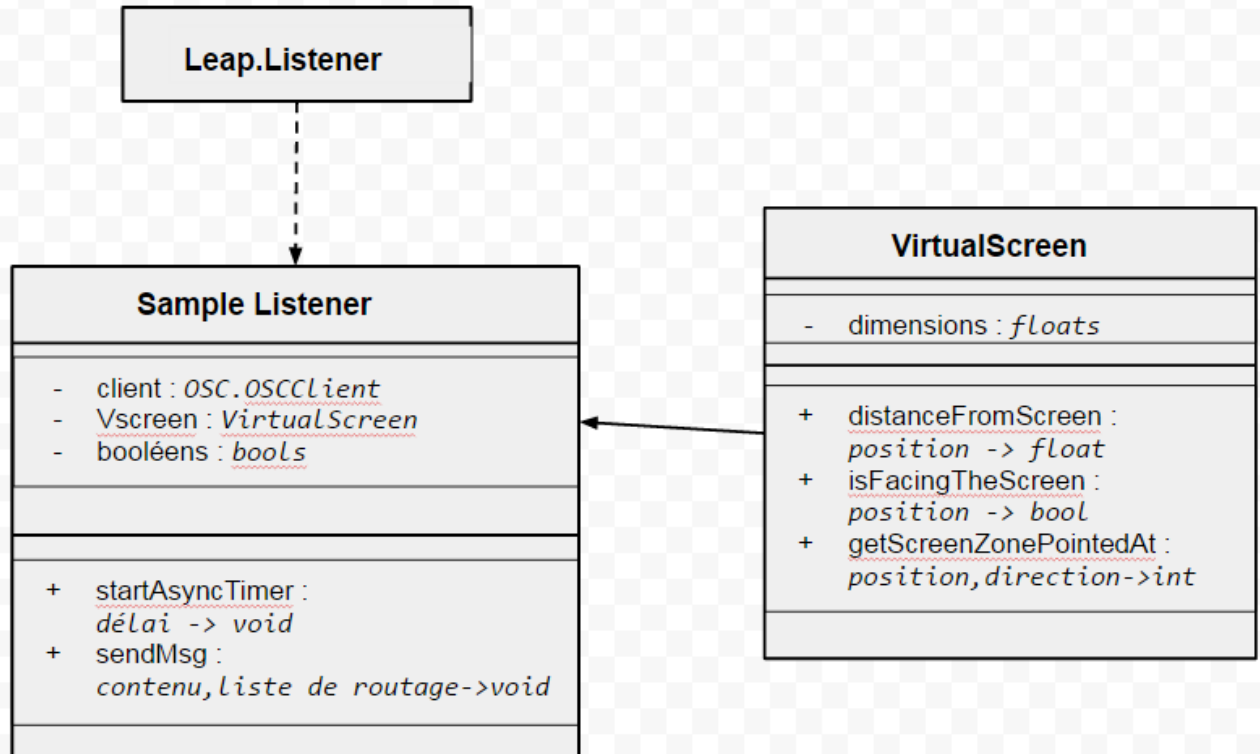 Leap.Listener
Sample Listener
- client : OSC.OSCClient
- Vscreen : VirtualScreen
- booléens : bools
+ startAsyncTimer :
délai -> void
+ sendMsg :
contenu,liste de routage->void
VirtualScreen
- dimensions : floats
+ distanceFromScreen :
position -> float
+ isFacingTheScreen :
position -> bool
+ getScreenZonePointedAt :
position,direction->int